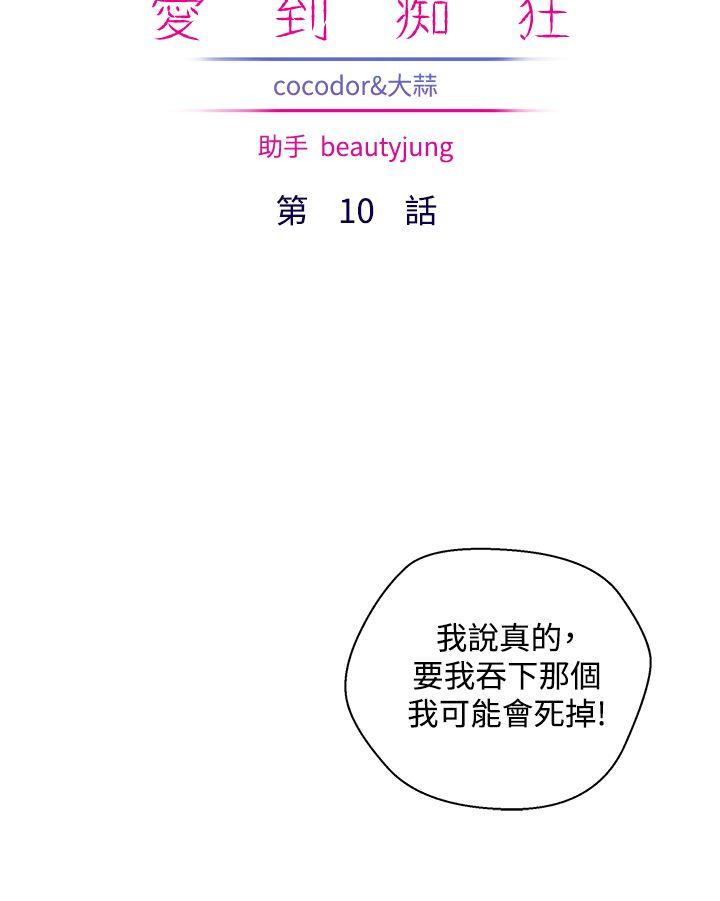 愛到痴狂
cocodor&大蒜
助手 beautyjung
第 10 話
我說真的,
要我吞下那個
我可能會死掉!